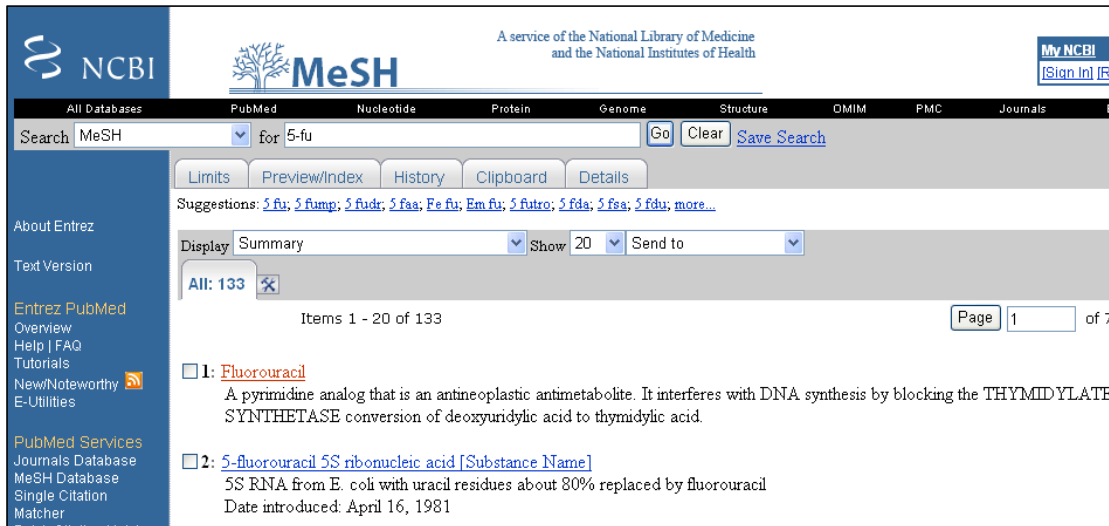 NCBI
MeSH
A service of the National Library of Medicine
and the National Institutes of Health
My NCBI
[Sign In] [R
All Databases PubMed Nucleotide Protein Genome Structure OMIM PMC Journals
Search MeSH for 5-fu Go Clear Save Search
Limits Preview/Index History Clipboard Details
Suggestions: 5 fu; 5 fump; 5 fudr; 5 faa; Fe fu; Em fu; 5 futro; 5 fda; 5 fsa; 5 fdu; more...
Display Summary Show 20 Send to
All: 133
Items 1 - 20 of 133 Page 1 of 7
1: Fluorouracil
A pyrimidine analog that is an antineoplastic antimetabolite. It interferes with DNA synthesis by blocking the THYMIDYLATE
SYNTHETASE conversion of deoxyuridylic acid to thymidylic acid.
2: 5-fluorouracil 5S ribonucleic acid [Substance Name]
5S RNA from E. coli with uracil residues about 80% replaced by fluorouracil
Date introduced: April 16, 1981
About Entrez
Text Version
Entrez PubMed
Overview
Help | FAQ
Tutorials
New/Noteworthy
E-Utilities
PubMed Services
Journals Database
MeSH Database
Single Citation
Matcher